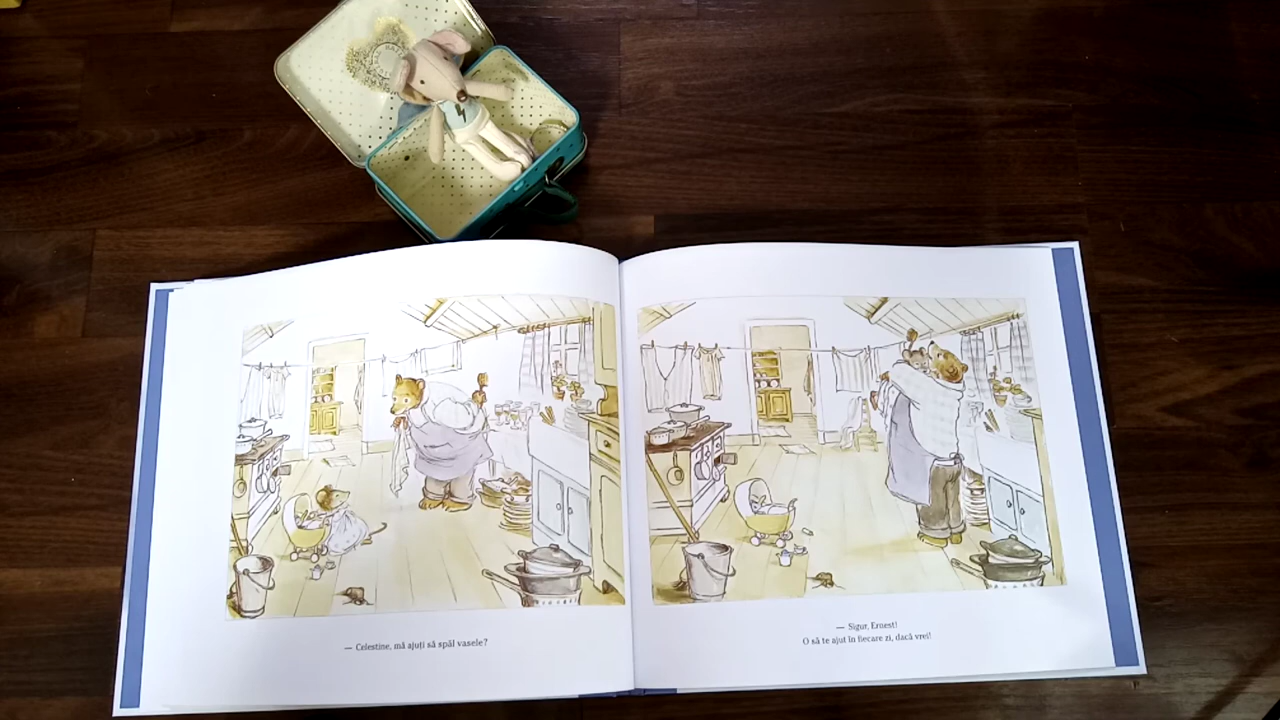 — Celestine, mă ajuți să spăl vasele?
— Sigur, Ernest!
O să te ajut în fiecare zi, dacă vrei!